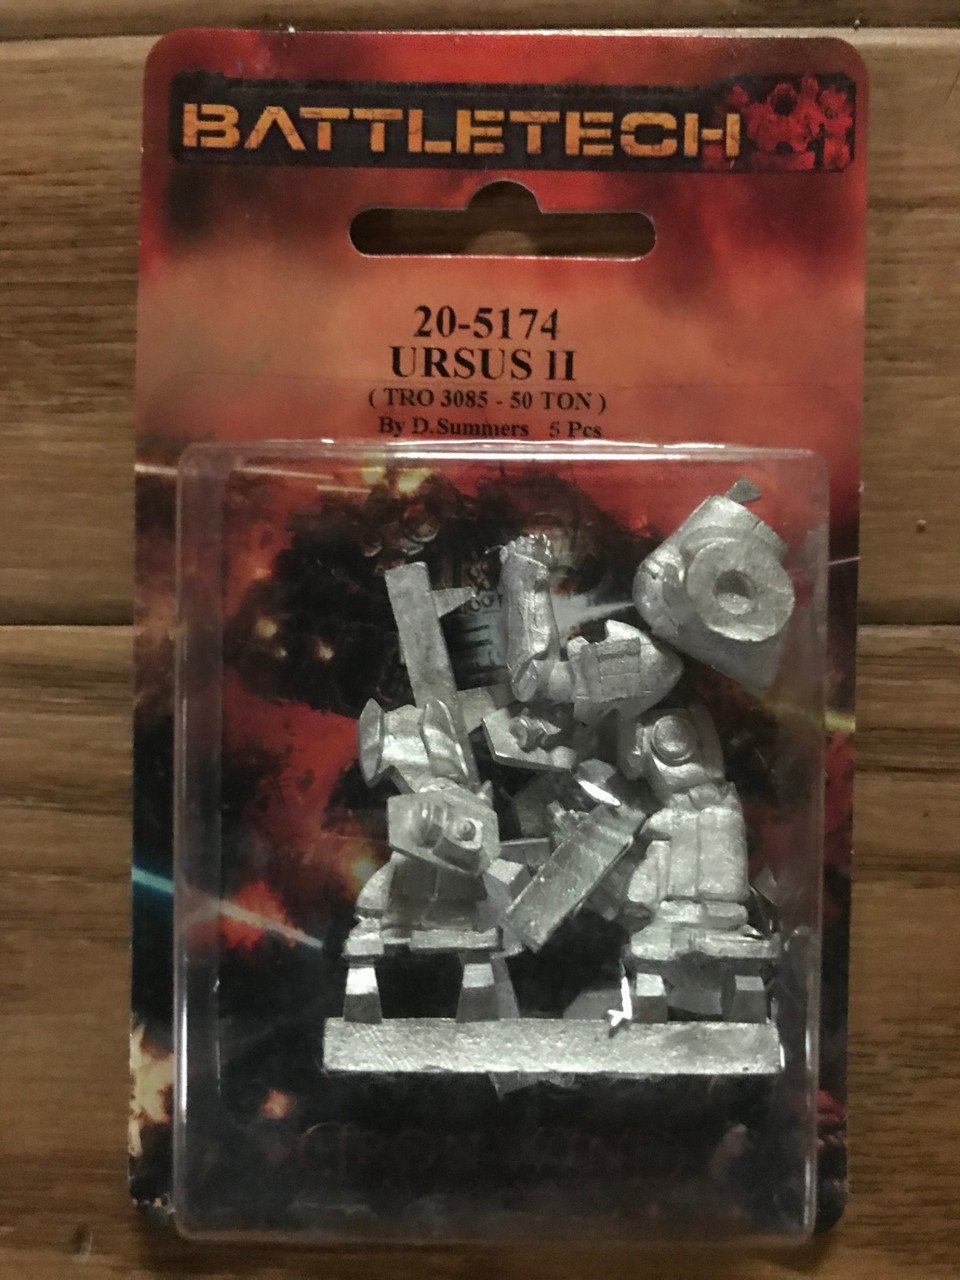 BATTLETECH
20-5174
URSUS II
( TRO 3085 - 50 TON )
By D.Summers 5 Pcs